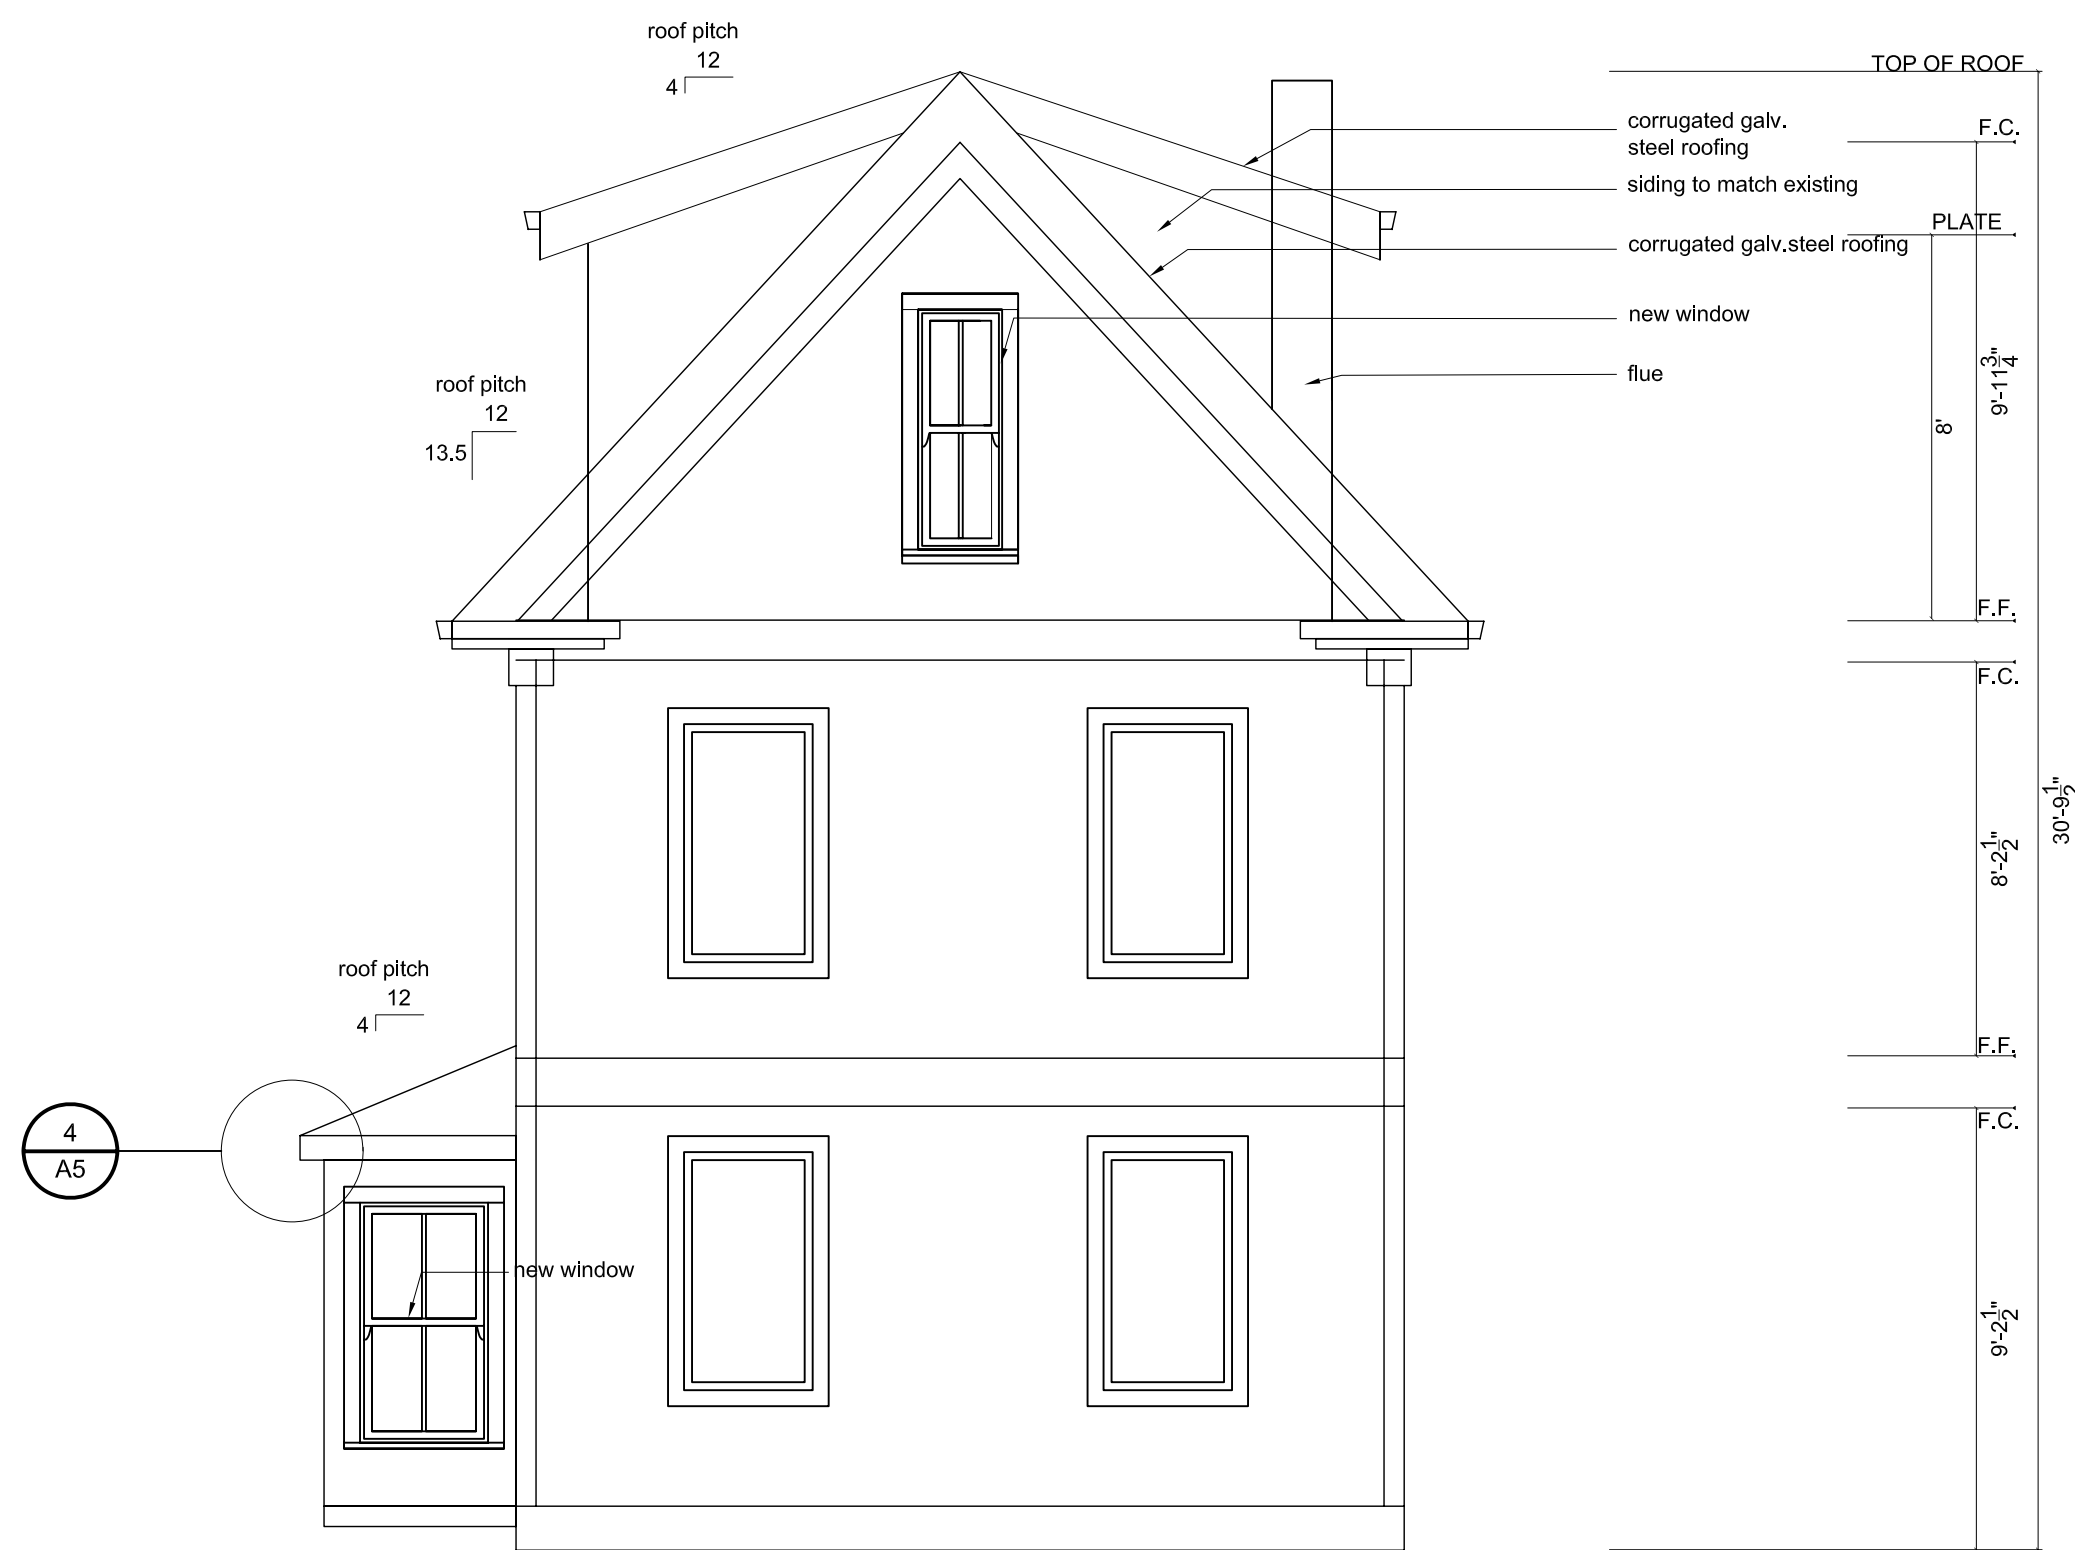 roof pitch
12
4
TOP OF ROOF
corrugated galv.
steel roofing
F.C.
siding to match existing
PLATE
corrugated galv.steel roofing
new window
flue
8'
9'-11 3/4"
roof pitch
12
13.5
F.F.
F.C.
8'-2 1/2"
30'-9 1/2"
roof pitch
12
4
F.F.
F.C.
4
A5
new window
9'-2 1/2"